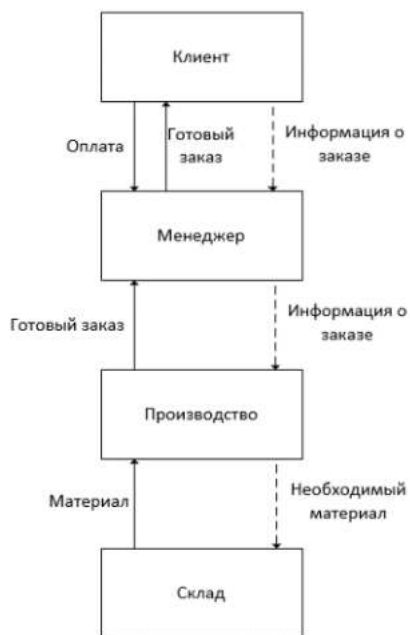 Клиент
Оплата
Готовый
заказ
Информация о
заказе
Менеджер
Готовый заказ
Информация о
заказе
Производство
Материал
Необходимый
материал
Склад